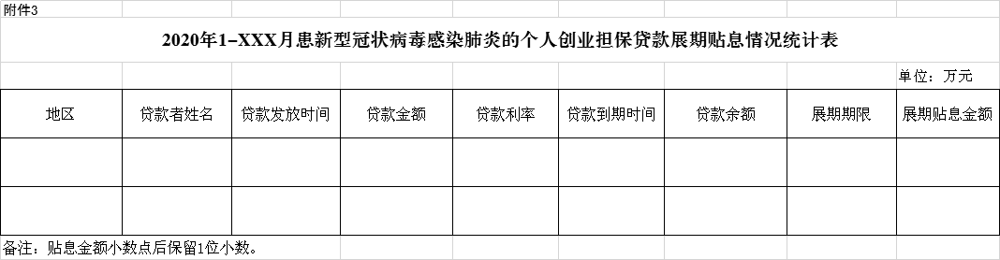 附件3
2020年1-XXX月患新型冠状病毒感染肺炎的个人创业担保贷款展期贴息情况统计表
单位：万元
地区 贷款者姓名 贷款发放时间 贷款金额 贷款利率 贷款到期时间 贷款余额 展期期限 展期贴息金额
备注：贴息金额小数点后保留1位小数。